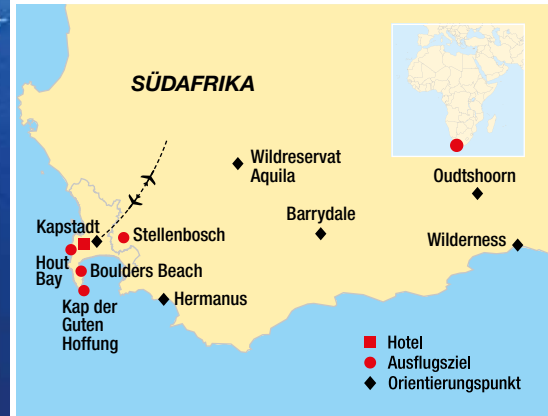 SÜDAFRIKA
Wildreservat
Aquila
Oudtshoorn
Barrydale
Kapstadt
Stellenbosch
Wilderness
Hout
Bay
Boulders Beach
Hermanus
Kap der
Guten
Hoffung
Hotel
Ausflugsziel
Orientierungspunkt